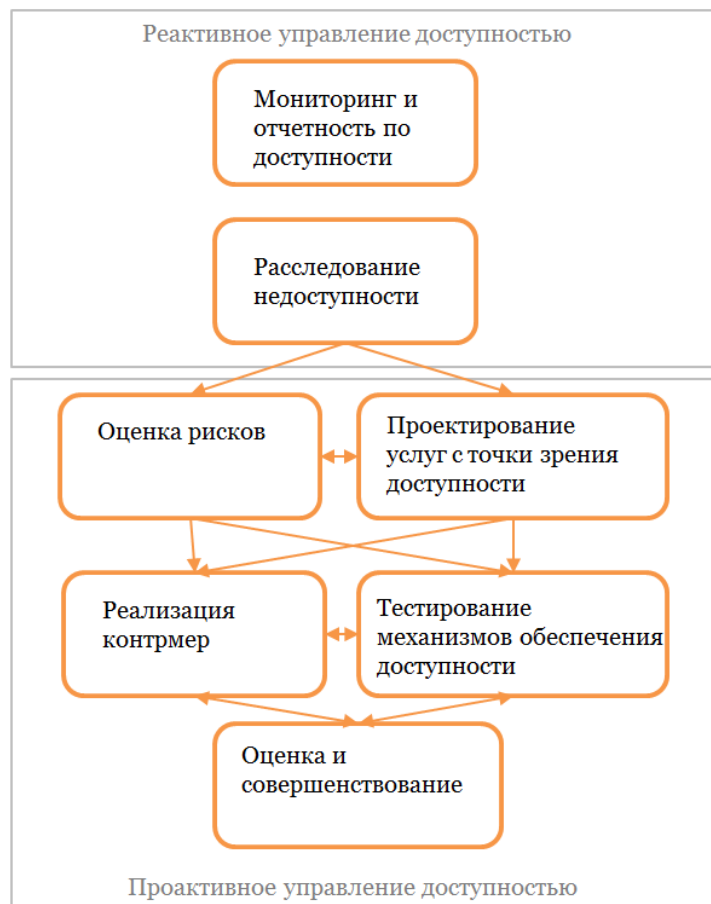 Реактивное управление доступностью
Мониторинг и
отчетность по
доступности
Расследование
недоступности
Оценка рисков
Проектирование
услуг с точки зрения
доступности
Реализация
контрмер
Тестирование
механизмов обеспечения
доступности
Оценка и
совершенствование
Проактивное управление доступностью